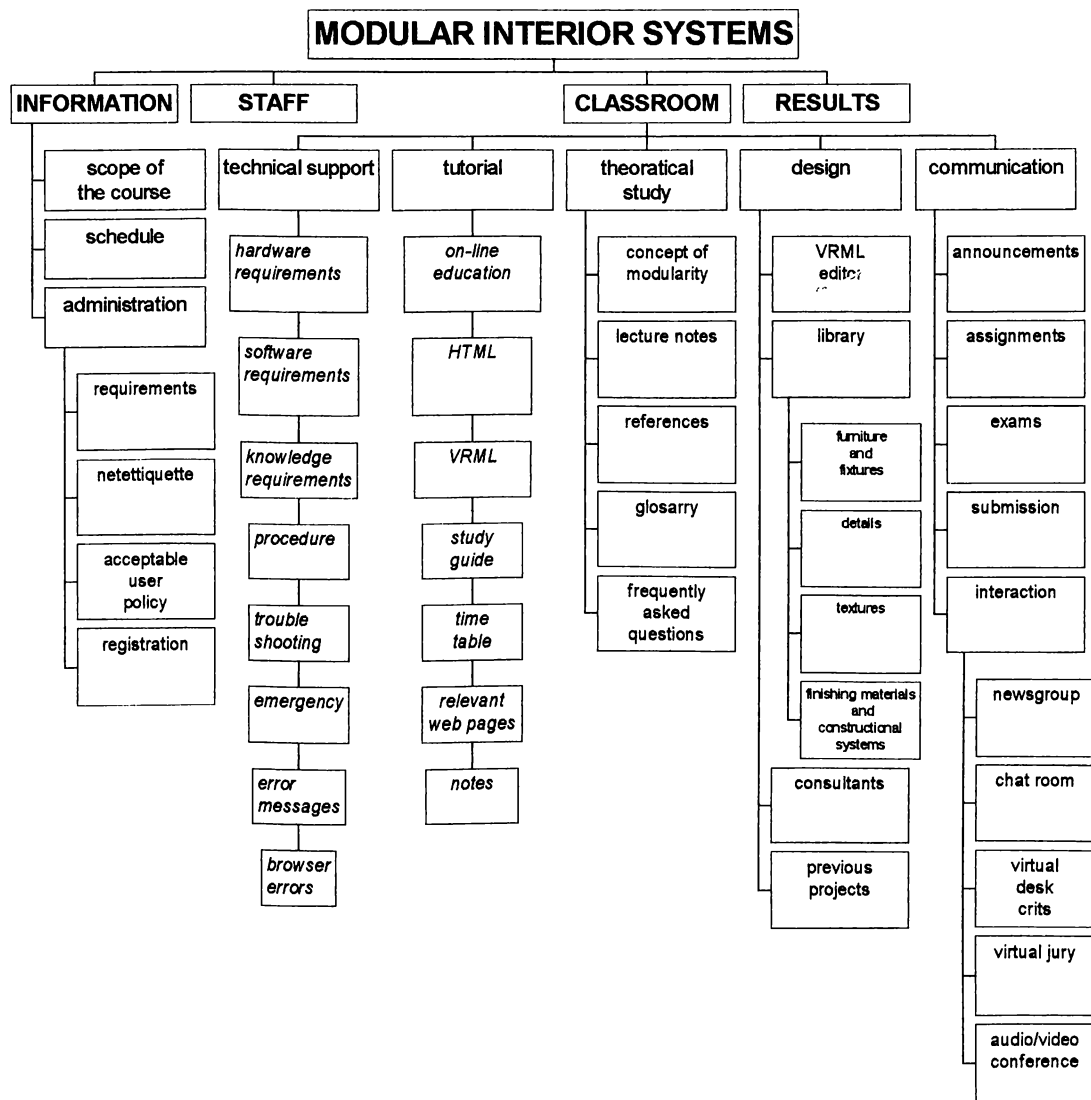 MODULAR INTERIOR SYSTEMS
INFORMATION
STAFF
CLASSROOM
RESULTS
scope of
the course
schedule
administration
requirements
netettiquette
acceptable
user
policy
registration
technical support
hardware
requirements
software
requirements
knowledge
requirements
procedure
trouble
shooting
emergency
error
messages
browser
errors
tutorial
on-line
education
HTML
VRML
study
guide
time
table
relevant
web pages
notes
theoratical
study
concept of
modularity
lecture notes
references
glosarry
frequently
asked
questions
design
VRML
editor
library
furniture
and
fixtures
details
textures
finishing materials
and
constructional
systems
consultants
previous
projects
communication
announcements
assignments
exams
submission
interaction
newsgroup
chat room
virtual
desk
crits
virtual jury
audio/video
conference